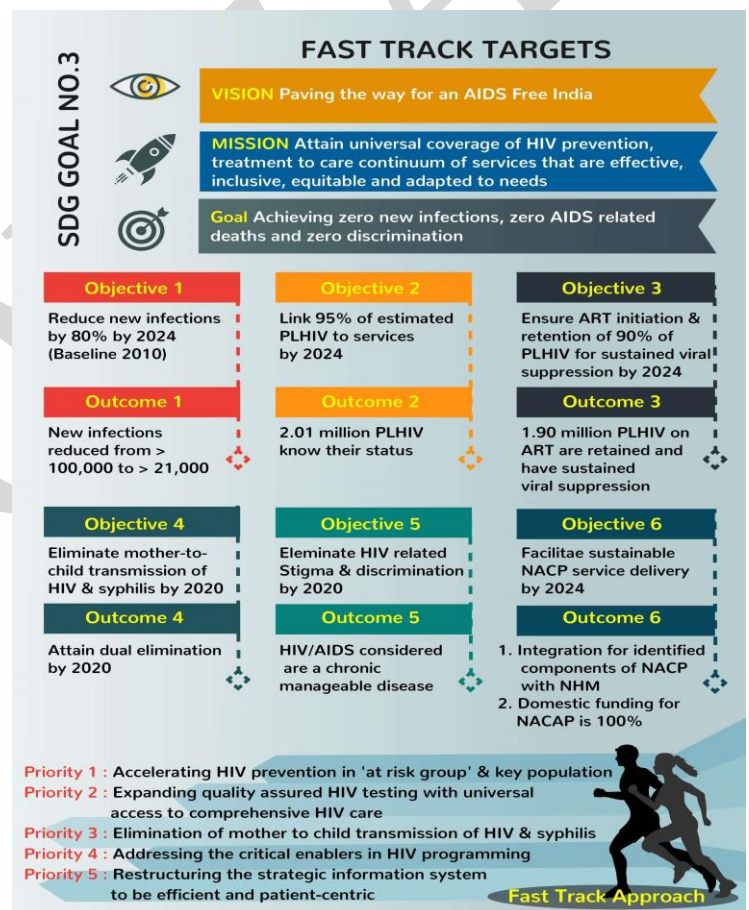 SDG GOAL NO.3
FAST TRACK TARGETS
VISION Paving the way for an AIDS Free India
MISSION Attain universal coverage of HIV prevention,
treatment to care continuum of services that are effective,
inclusive, equitable and adapted to needs
Goal Achieving zero new infections, zero AIDS related
deaths and zero discrimination
Objective 1
Reduce new infections
by 80% by 2024
(Baseline 2010)
Outcome 1
New infections
reduced from >
100,000 to > 21,000
Objective 2
Link 95% of estimated
PLHIV to services
by 2024
Outcome 2
2.01 million PLHIV
know their status
Objective 3
Ensure ART initiation &
retention of 90% of
PLHIV for sustained viral
suppression by 2024
Outcome 3
1.90 million PLHIV on
ART are retained and
have sustained
viral suppression
Objective 4
Eliminate mother-to-
child transmission of
HIV & syphilis by 2020
Outcome 4
Attain dual elimination
by 2020
Objective 5
Eleminate HIV related
Stigma & discrimination
by 2020
Outcome 5
HIV/AIDS considered
are a chronic
manageable disease
Objective 6
Facilitae sustainable
NACP service delivery
by 2024
Outcome 6
1. Integration for identified
components of NACP
with NHM
2. Domestic funding for
NACAP is 100%
Priority 1 : Accelerating HIV prevention in 'at risk group' & key population
Priority 2 : Expanding quality assured HIV testing with universal
access to comprehensive HIV care
Priority 3 : Elimination of mother to child transmission of HIV & syphilis
Priority 4 : Addressing the critical enablers in HIV programming
Priority 5 : Restructuring the strategic information system
to be efficient and patient-centric
Fast Track Approach